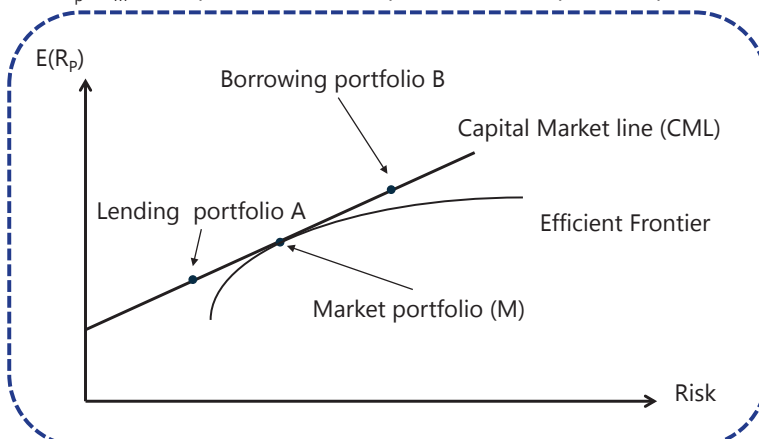 E(Rp)
Borrowing portfolio B
Capital Market line (CML)
Lending portfolio A
Efficient Frontier
Market portfolio (M)
Risk